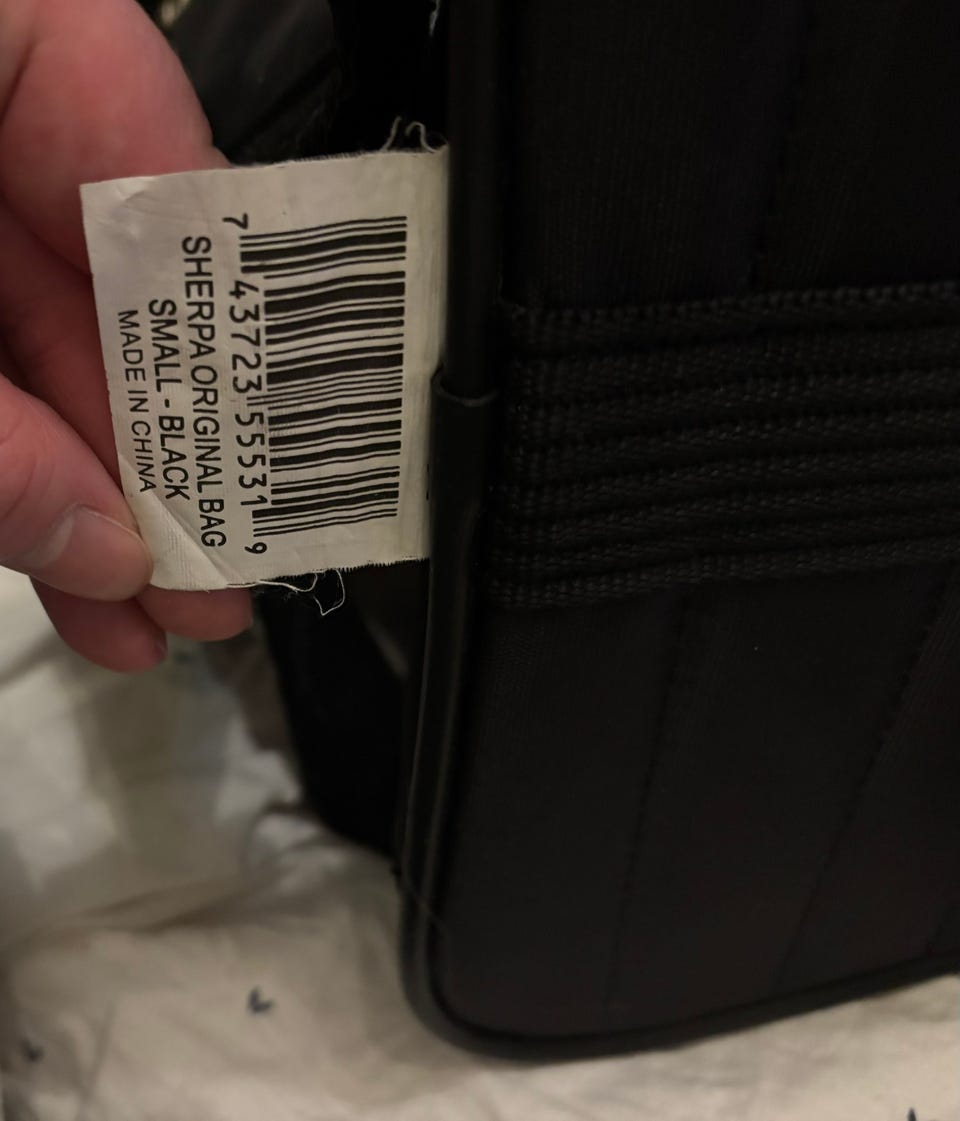 7 43723 55531 9
SHERPA ORIGINAL BAG
SMALL - BLACK
MADE IN CHINA